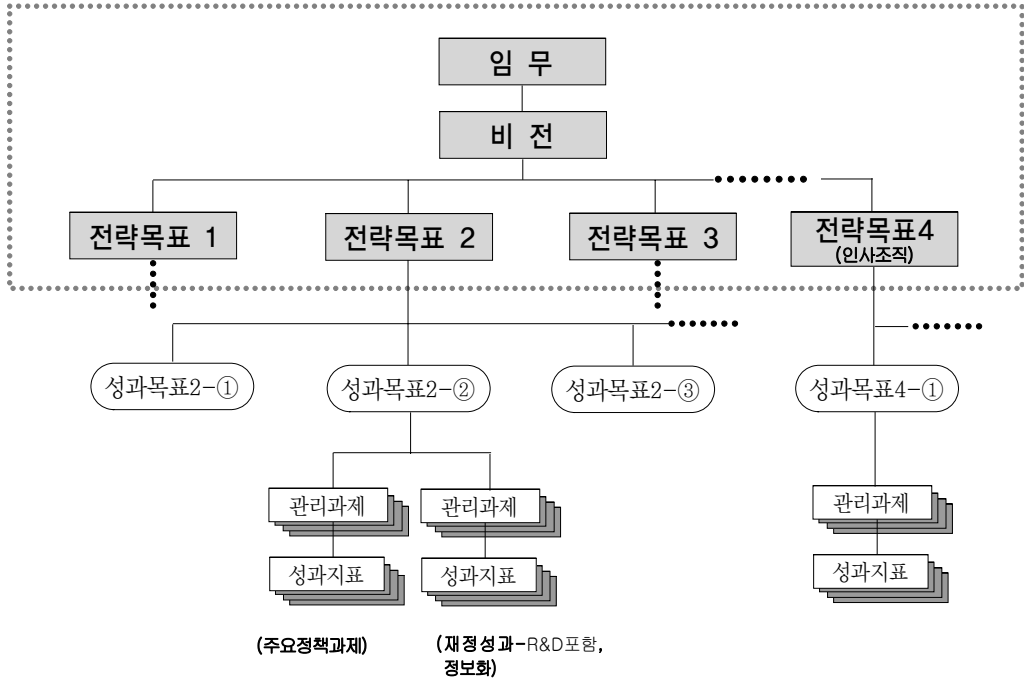 임 무
비 전
전략목표 1
전략목표 2
전략목표 3
전략목표4
(인사조직)
성과목표2-①
성과목표2-②
성과목표2-③
성과목표4-①
관리과제
관리과제
관리과제
성과지표
성과지표
성과지표
(주요정책과제)
(재정성과-R&D포함,
정보화)